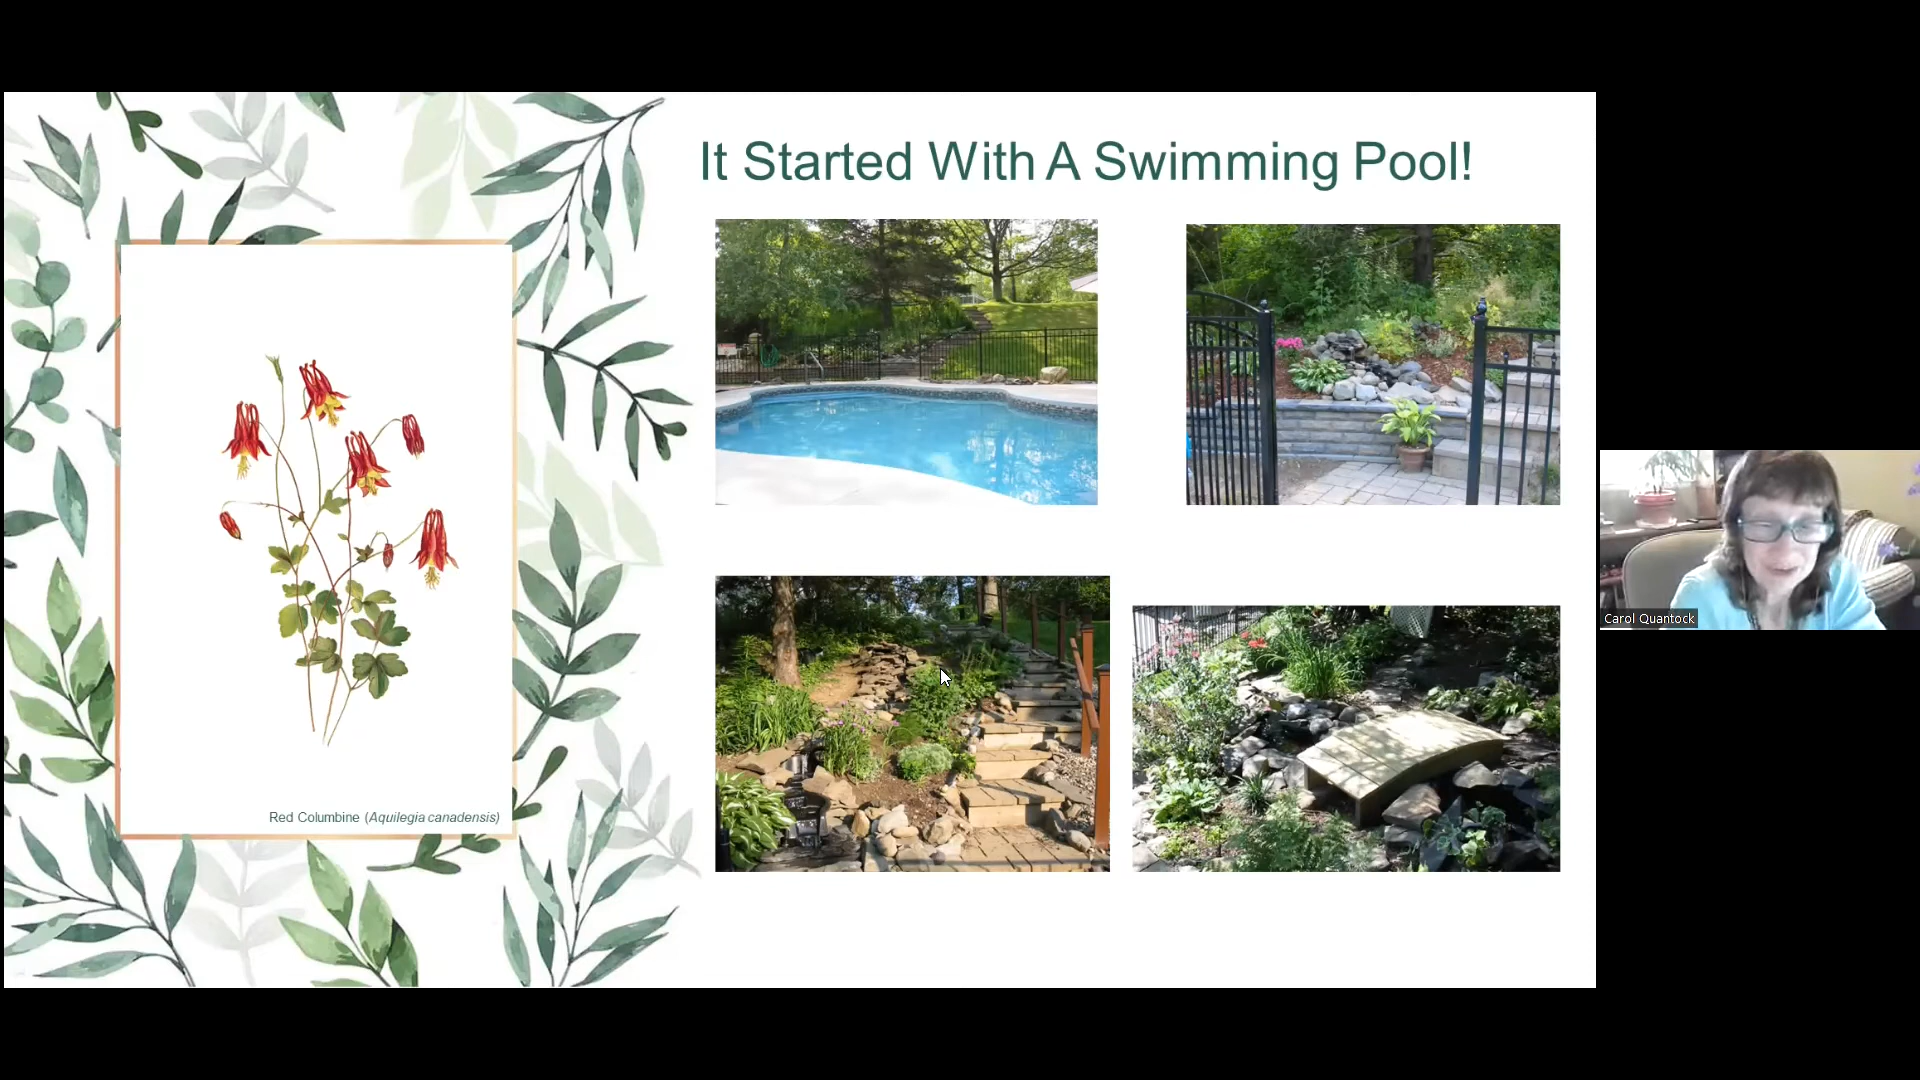 It Started With A Swimming Pool!
Red Columbine (Aquilegia canadensis)
Carol Quantock